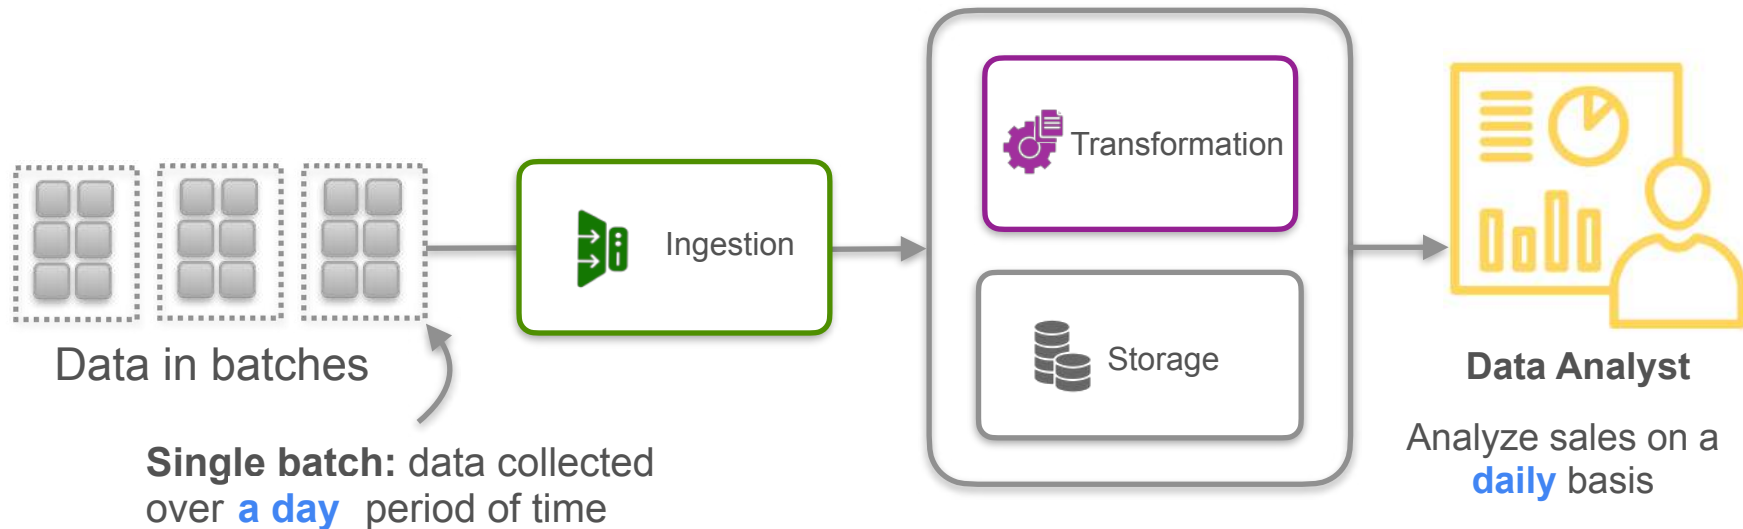 Data in batches
Single batch: data collected
over a day period of time
Ingestion
Transformation
Storage
Data Analyst
Analyze sales on a
daily basis